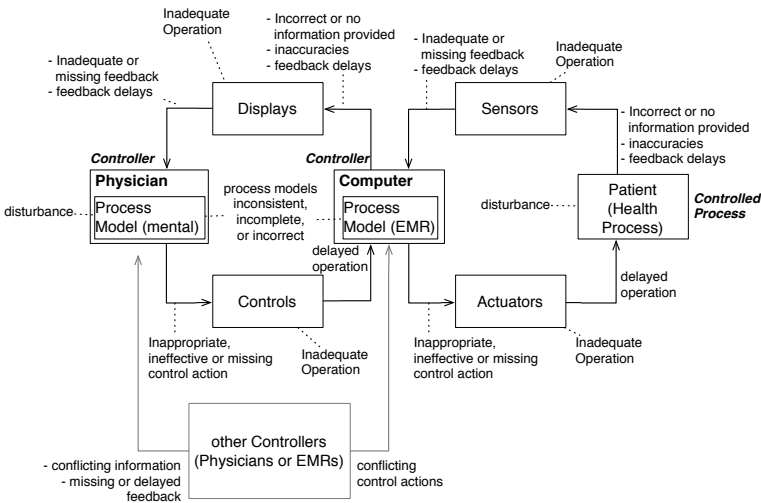 Inadequate
Operation
- Incorrect or no
information provided
- inaccuracies
- feedback delays
- Inadequate or
missing feedback
- feedback delays
Displays
- Inadequate or
missing feedback
- feedback delays
Inadequate
Operation
Sensors
- Incorrect or no
information provided
- inaccuracies
- feedback delays
Controller
Physician
Process
Model (mental)
disturbance
process models
inconsistent,
incomplete,
or incorrect
Controller
Computer
Process
Model (EMR)
disturbance
Patient
(Health
Process)
Controlled
Process
delayed
operation
Controls
Actuators
delayed
operation
Inappropriate,
ineffective or missing
control action
Inadequate
Operation
Inappropriate,
ineffective or missing
control action
Inadequate
Operation
other Controllers
(Physicians or EMRs)
- conflicting information
- missing or delayed
feedback
conflicting
control actions